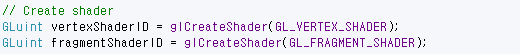 // Create shader
GLuint vertexShaderID = glCreateShader(GL_VERTEX_SHADER);
GLuint fragmentShaderID = glCreateShader(GL_FRAGMENT_SHADER);